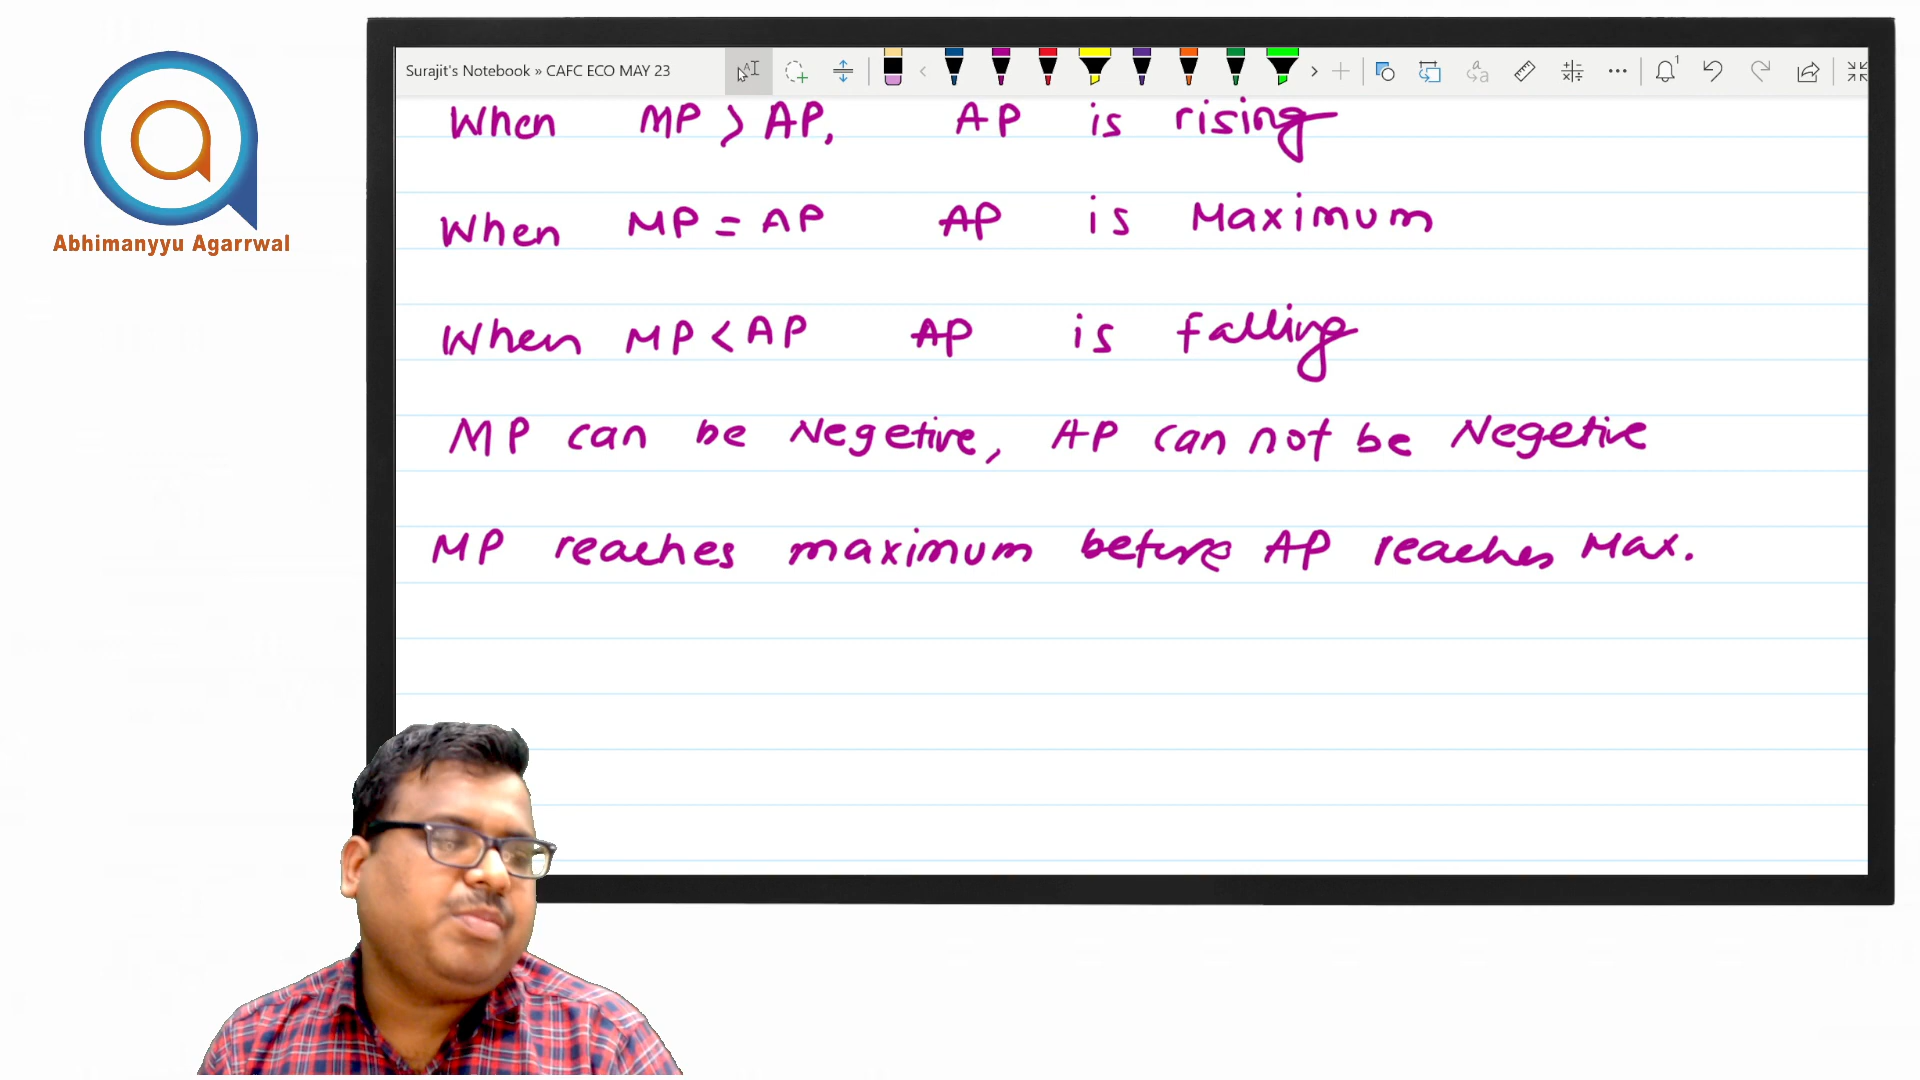 Surajit's Notebook » CAFC ECO MAY 23
When MP > AP, AP is rising
Abhimanyyu Agarrwal
When MP = AP AP is Maximum
When MP < AP AP is falling
MP can be Negetive, AP can not be Negetive
MP reaches maximum before AP reaches Max.